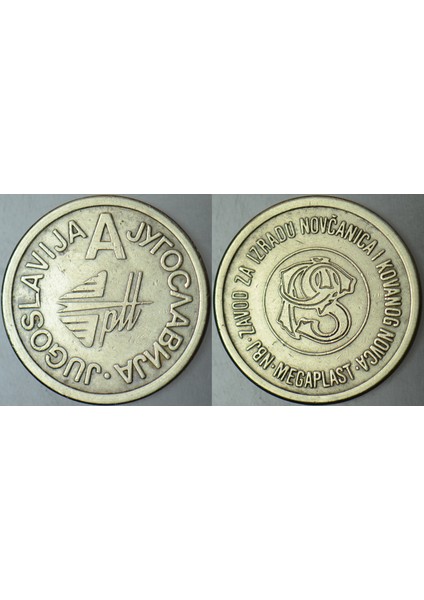 JUGOSLAVIJA A ЈУГОСЛАВИЈА ·
ptt
NBJ · ZAVOD ZA IZRADU NOVČANICA I KOVANOG NOVCA ·
MEGAPLAST ·